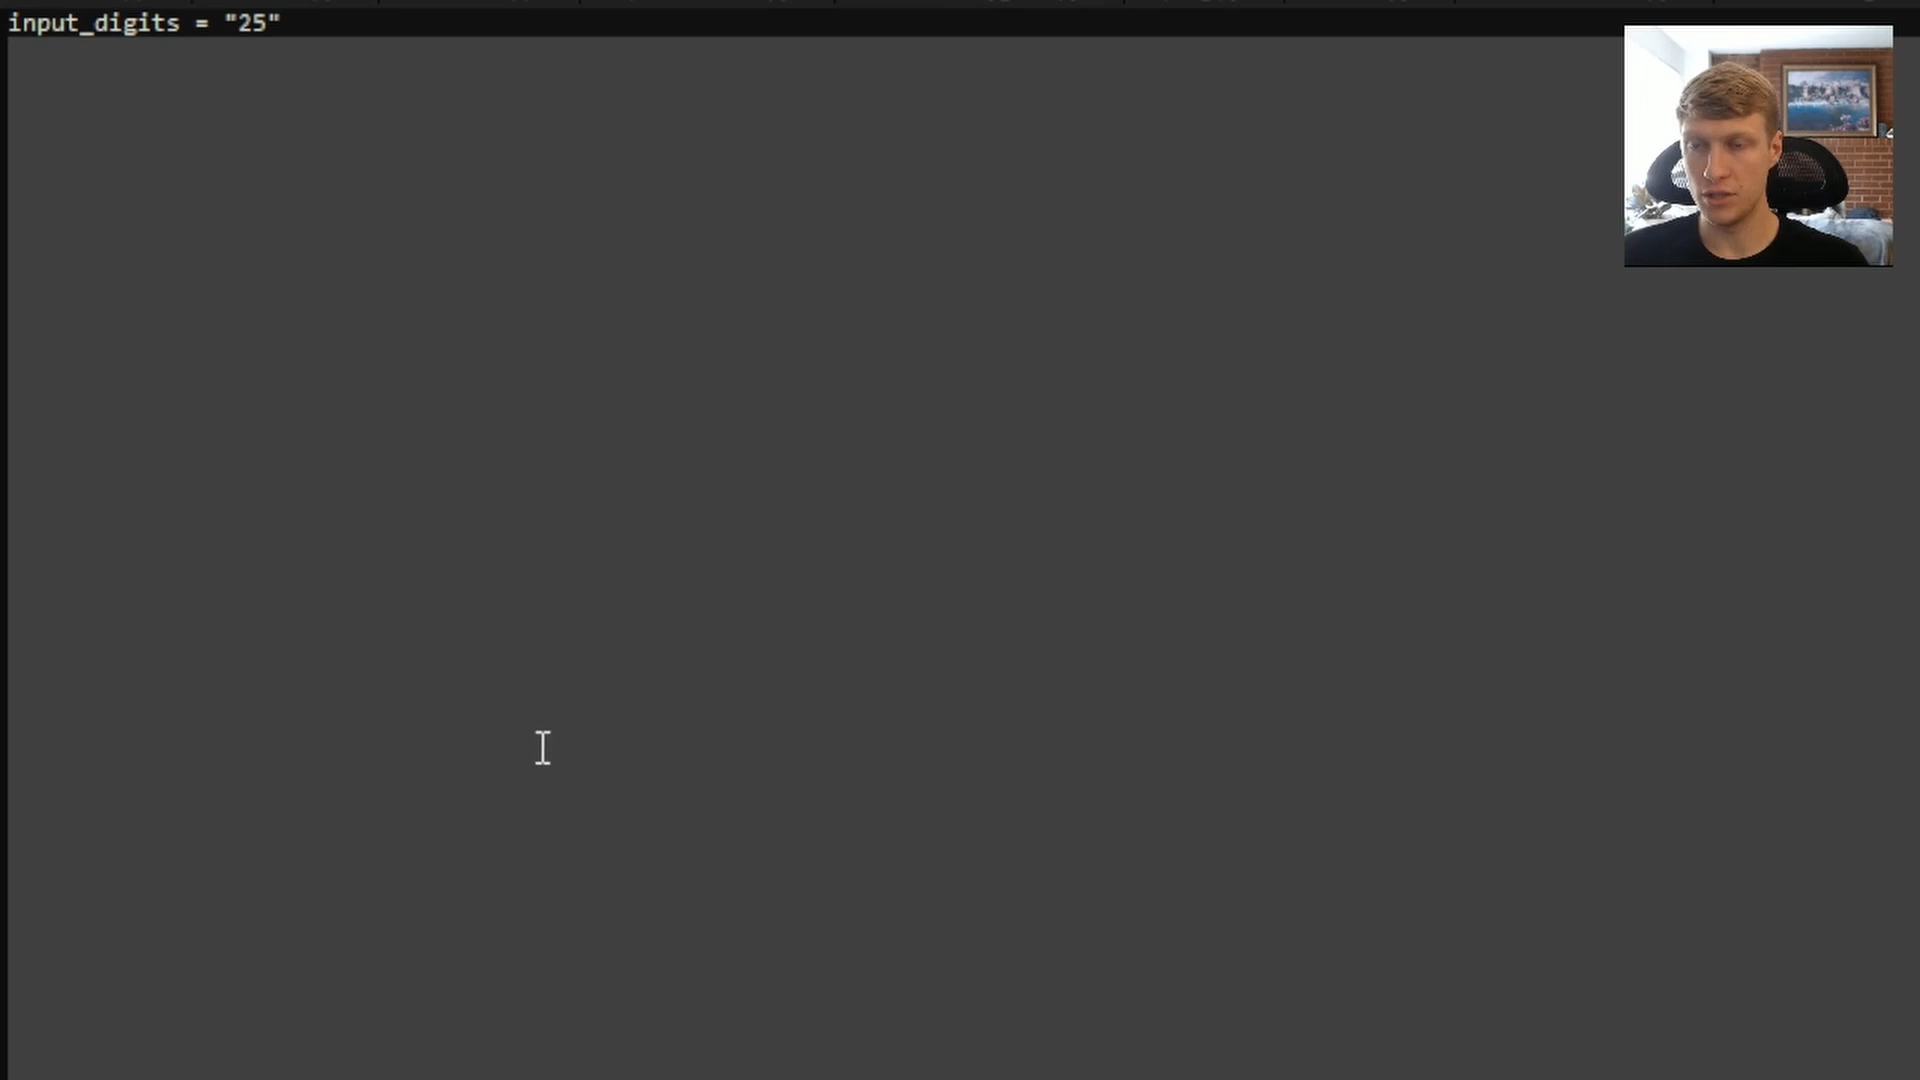 input_digits = "25"